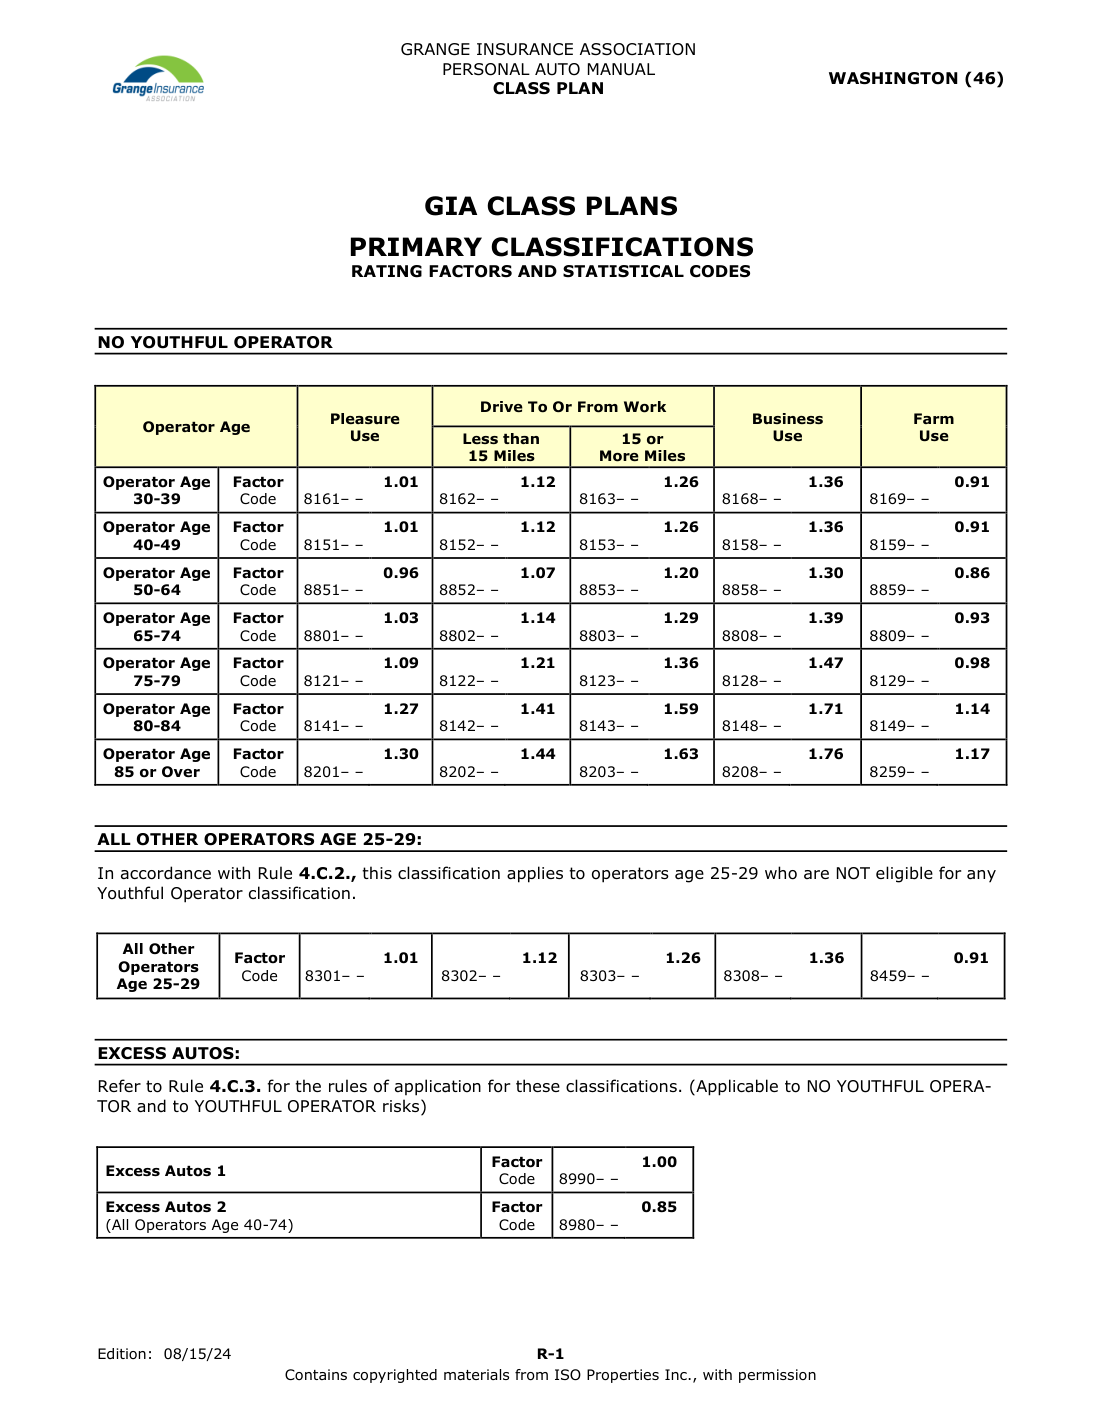 GrangeInsurance
ASSOCIATION
GRANGE INSURANCE ASSOCIATION
PERSONAL AUTO MANUAL
CLASS PLAN
WASHINGTON (46)
GIA CLASS PLANS
PRIMARY CLASSIFICATIONS
RATING FACTORS AND STATISTICAL CODES
NO YOUTHFUL OPERATOR
Operator Age Pleasure Use Drive To Or From Work Business Use Farm Use
Less than 15 Miles 15 or More Miles
Operator Age Factor 1.01 1.12 1.26 1.36 0.91
30-39 Code 8161– – 8162– – 8163– – 8168– – 8169– –
Operator Age Factor 1.01 1.12 1.26 1.36 0.91
40-49 Code 8151– – 8152– – 8153– – 8158– – 8159– –
Operator Age Factor 0.96 1.07 1.20 1.30 0.86
50-64 Code 8851– – 8852– – 8853– – 8858– – 8859– –
Operator Age Factor 1.03 1.14 1.29 1.39 0.93
65-74 Code 8801– – 8802– – 8803– – 8808– – 8809– –
Operator Age Factor 1.09 1.21 1.36 1.47 0.98
75-79 Code 8121– – 8122– – 8123– – 8128– – 8129– –
Operator Age Factor 1.27 1.41 1.59 1.71 1.14
80-84 Code 8141– – 8142– – 8143– – 8148– – 8149– –
Operator Age Factor 1.30 1.44 1.63 1.76 1.17
85 or Over Code 8201– – 8202– – 8203– – 8208– – 8259– –
ALL OTHER OPERATORS AGE 25-29:
In accordance with Rule 4.C.2., this classification applies to operators age 25-29 who are NOT eligible for any
Youthful Operator classification.
All Other
Operators Factor 1.01 1.12 1.26 1.36 0.91
Age 25-29 Code 8301– – 8302– – 8303– – 8308– – 8459– –
EXCESS AUTOS:
Refer to Rule 4.C.3. for the rules of application for these classifications. (Applicable to NO YOUTHFUL OPERA-
TOR and to YOUTHFUL OPERATOR risks)
Excess Autos 1 Factor 1.00
Code 8990– –
Excess Autos 2 Factor 0.85
(All Operators Age 40-74) Code 8980– –
Edition: 08/15/24
R-1
Contains copyrighted materials from ISO Properties Inc., with permission